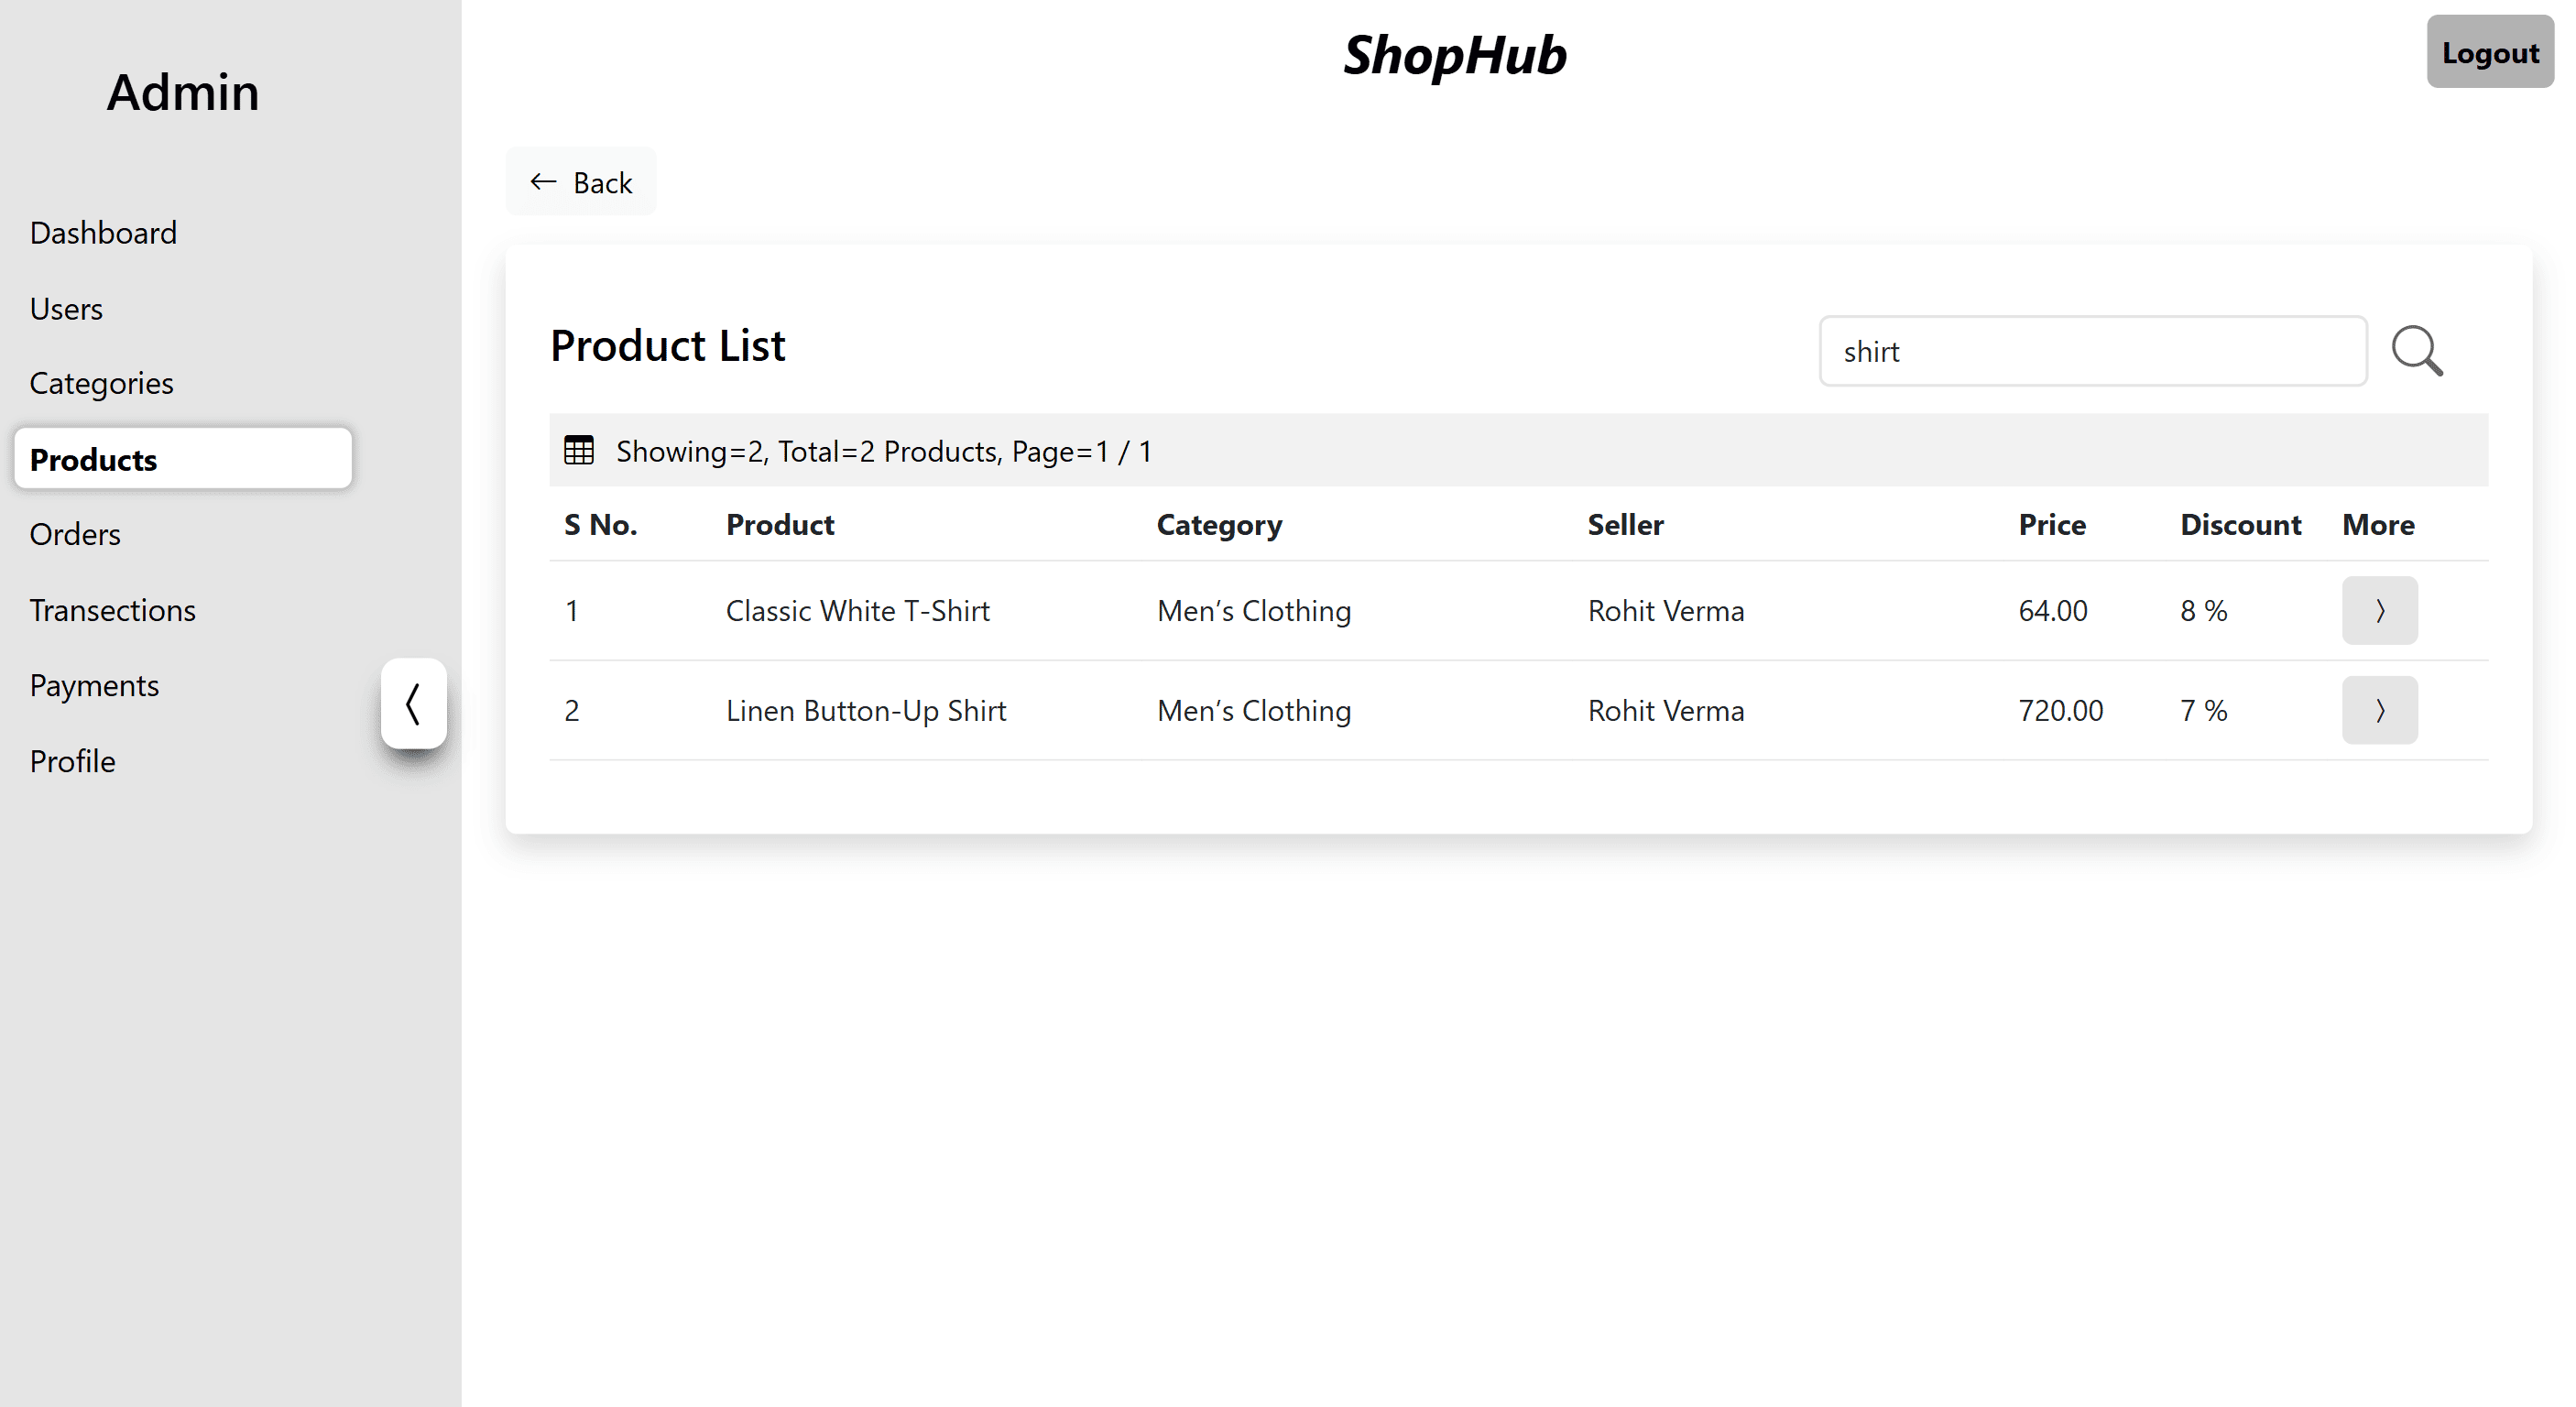 Admin
Dashboard
Users
Categories
Products
Orders
Transections
Payments
Profile
ShopHub
Logout
Back
Product List
shirt
Showing=2, Total=2 Products, Page=1 / 1
S No. Product Category Seller Price Discount More
1 Classic White T-Shirt Men’s Clothing Rohit Verma 64.00 8 %
2 Linen Button-Up Shirt Men’s Clothing Rohit Verma 720.00 7 %